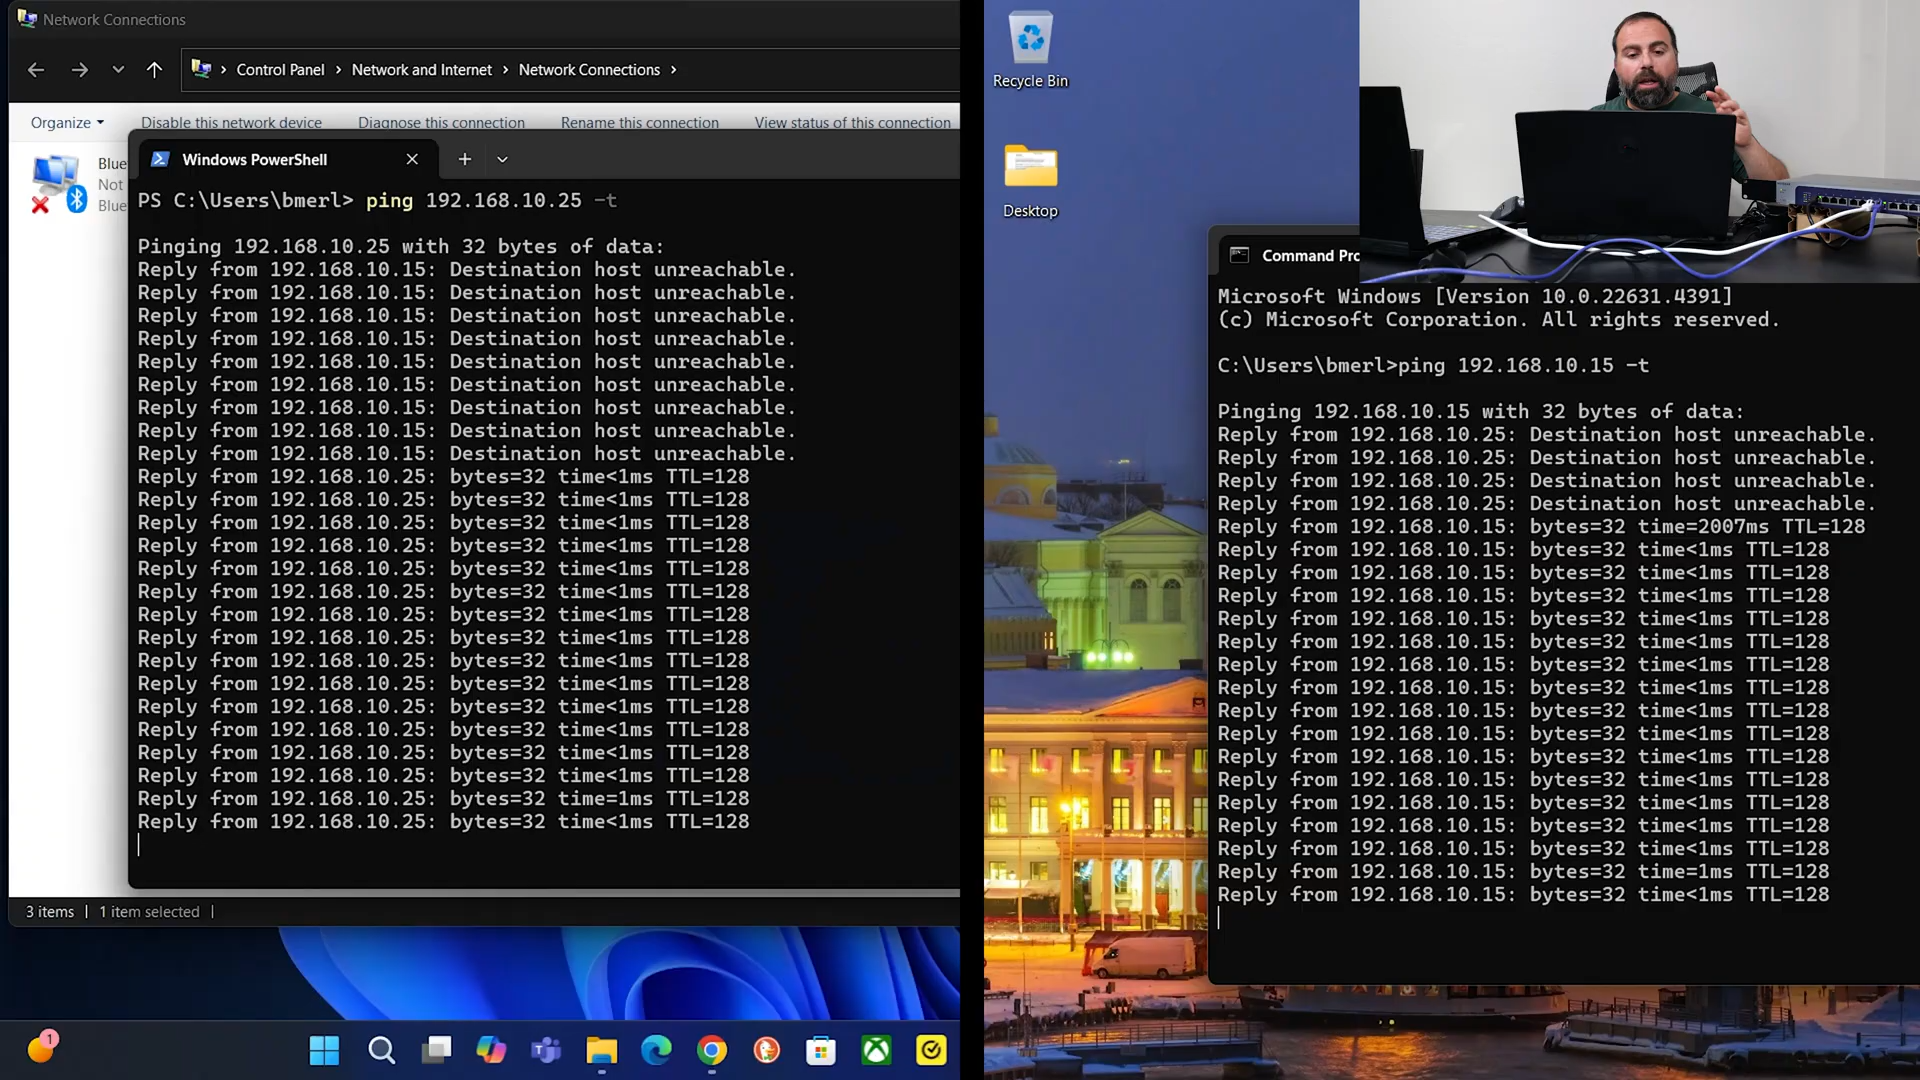 Network Connections
Control Panel > Network and Internet > Network Connections >
Organize
Disable this network device
Diagnose this connection
Rename this connection
View status of this connection
Blue
Not
Blue
Windows PowerShell
PS C:\Users\bmerl> ping 192.168.10.25 -t
Pinging 192.168.10.25 with 32 bytes of data:
Reply from 192.168.10.15: Destination host unreachable.
Reply from 192.168.10.15: Destination host unreachable.
Reply from 192.168.10.15: Destination host unreachable.
Reply from 192.168.10.15: Destination host unreachable.
Reply from 192.168.10.15: Destination host unreachable.
Reply from 192.168.10.15: Destination host unreachable.
Reply from 192.168.10.15: Destination host unreachable.
Reply from 192.168.10.15: Destination host unreachable.
Reply from 192.168.10.15: Destination host unreachable.
Reply from 192.168.10.25: bytes=32 time<1ms TTL=128
Reply from 192.168.10.25: bytes=32 time<1ms TTL=128
Reply from 192.168.10.25: bytes=32 time<1ms TTL=128
Reply from 192.168.10.25: bytes=32 time<1ms TTL=128
Reply from 192.168.10.25: bytes=32 time<1ms TTL=128
Reply from 192.168.10.25: bytes=32 time<1ms TTL=128
Reply from 192.168.10.25: bytes=32 time<1ms TTL=128
Reply from 192.168.10.25: bytes=32 time<1ms TTL=128
Reply from 192.168.10.25: bytes=32 time<1ms TTL=128
Reply from 192.168.10.25: bytes=32 time<1ms TTL=128
Reply from 192.168.10.25: bytes=32 time<1ms TTL=128
Reply from 192.168.10.25: bytes=32 time<1ms TTL=128
Reply from 192.168.10.25: bytes=32 time<1ms TTL=128
Reply from 192.168.10.25: bytes=32 time<1ms TTL=128
Reply from 192.168.10.25: bytes=32 time=1ms TTL=128
Reply from 192.168.10.25: bytes=32 time<1ms TTL=128
3 items | 1 item selected |
1
Recycle Bin
Desktop
Command Pro
Microsoft Windows [Version 10.0.22631.4391]
(c) Microsoft Corporation. All rights reserved.
C:\Users\bmerl>ping 192.168.10.15 -t
Pinging 192.168.10.15 with 32 bytes of data:
Reply from 192.168.10.25: Destination host unreachable.
Reply from 192.168.10.25: Destination host unreachable.
Reply from 192.168.10.25: Destination host unreachable.
Reply from 192.168.10.25: Destination host unreachable.
Reply from 192.168.10.15: bytes=32 time=2007ms TTL=128
Reply from 192.168.10.15: bytes=32 time<1ms TTL=128
Reply from 192.168.10.15: bytes=32 time<1ms TTL=128
Reply from 192.168.10.15: bytes=32 time<1ms TTL=128
Reply from 192.168.10.15: bytes=32 time<1ms TTL=128
Reply from 192.168.10.15: bytes=32 time<1ms TTL=128
Reply from 192.168.10.15: bytes=32 time<1ms TTL=128
Reply from 192.168.10.15: bytes=32 time<1ms TTL=128
Reply from 192.168.10.15: bytes=32 time<1ms TTL=128
Reply from 192.168.10.15: bytes=32 time<1ms TTL=128
Reply from 192.168.10.15: bytes=32 time<1ms TTL=128
Reply from 192.168.10.15: bytes=32 time<1ms TTL=128
Reply from 192.168.10.15: bytes=32 time<1ms TTL=128
Reply from 192.168.10.15: bytes=32 time<1ms TTL=128
Reply from 192.168.10.15: bytes=32 time<1ms TTL=128
Reply from 192.168.10.15: bytes=32 time=1ms TTL=128
Reply from 192.168.10.15: bytes=32 time<1ms TTL=128